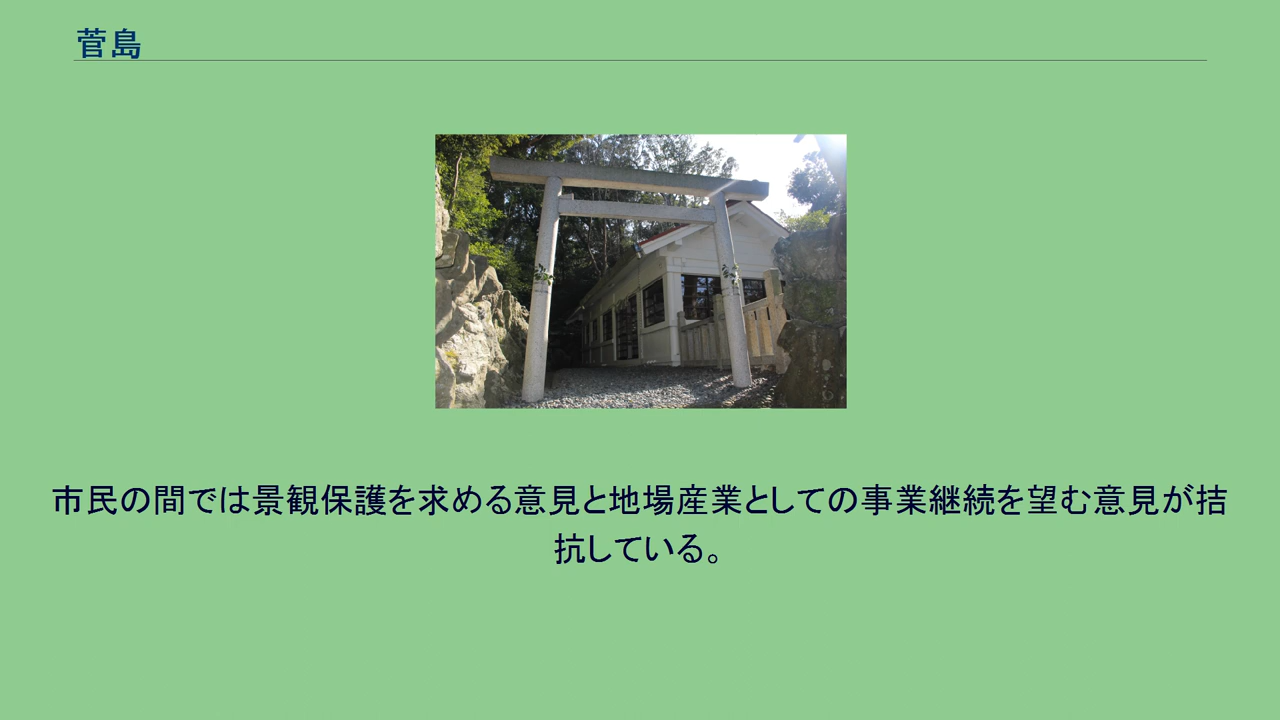 菅島
市民の間では景観保護を求める意見と地場産業としての事業継続を望む意見が拮
抗している。